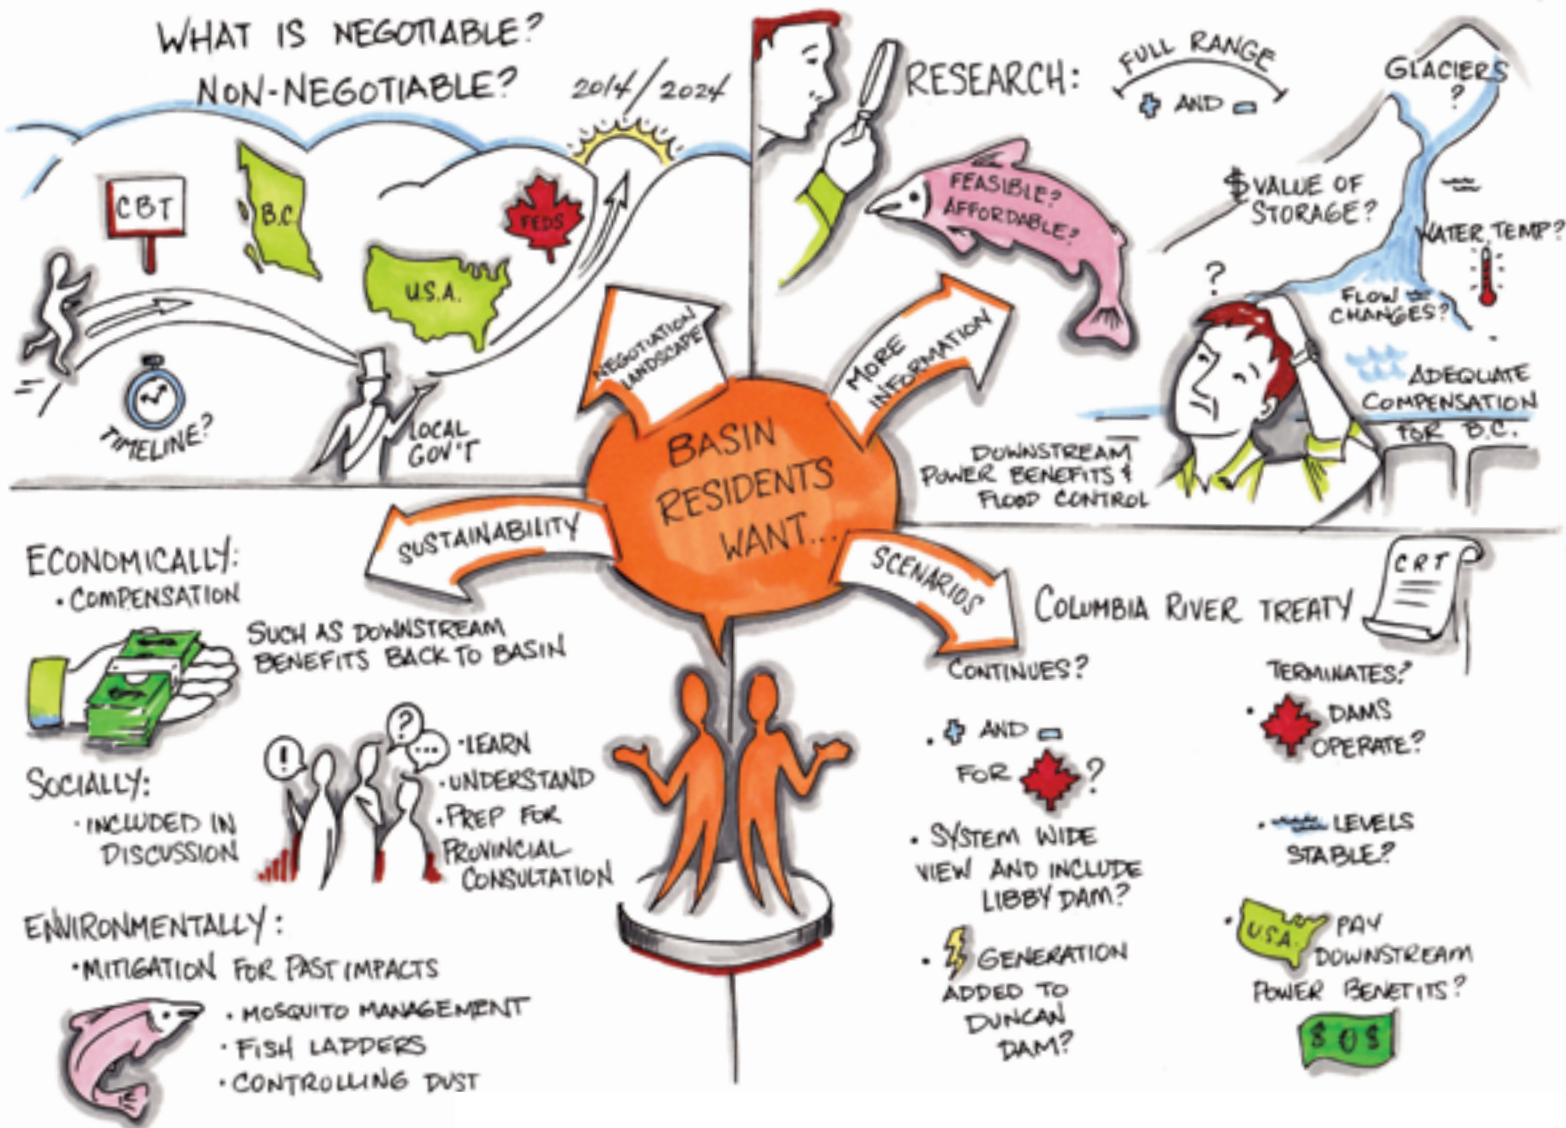 WHAT IS NEGOTIABLE?
NON-NEGOTIABLE?
2014/2024
CBT
B.C.
U.S.A.
FEDS
TIMELINE?
LOCAL
GOV'T
NEGOTIATION
LANDSCAPE
RESEARCH:
FULL RANGE
+ AND -
GLACIERS
?
FEASIBLE?
AFFORDABLE?
$ VALUE OF
STORAGE?
WATER TEMP?
FLOW
CHANGES?
?
ADEQUATE
COMPENSATION
FOR B.C.
DOWNSTREAM
POWER BENEFITS &
FLOOD CONTROL
MORE
INFORMATION
BASIN
RESIDENTS
WANT...
SUSTAINABILITY
ECONOMICALLY:
• COMPENSATION
SUCH AS DOWNSTREAM
BENEFITS BACK TO BASIN
SOCIALLY:
• INCLUDED IN
DISCUSSION
!
?
...
• LEARN
• UNDERSTAND
• PREP FOR
PROVINCIAL
CONSULTATION
ENVIRONMENTALLY:
• MITIGATION FOR PAST IMPACTS
• MOSQUITO MANAGEMENT
• FISH LADDERS
• CONTROLLING DUST
SCENARIOS
COLUMBIA RIVER TREATY
CRT
CONTINUES?
• + AND -
FOR ?
• SYSTEM WIDE
VIEW AND INCLUDE
LIBBY DAM?
• GENERATION
ADDED TO
DUNCAN
DAM?
TERMINATES?
• DAMS
OPERATE?
• LEVELS
STABLE?
• U.S.A. PAY
DOWNSTREAM
POWER BENEFITS?
$ 0 $